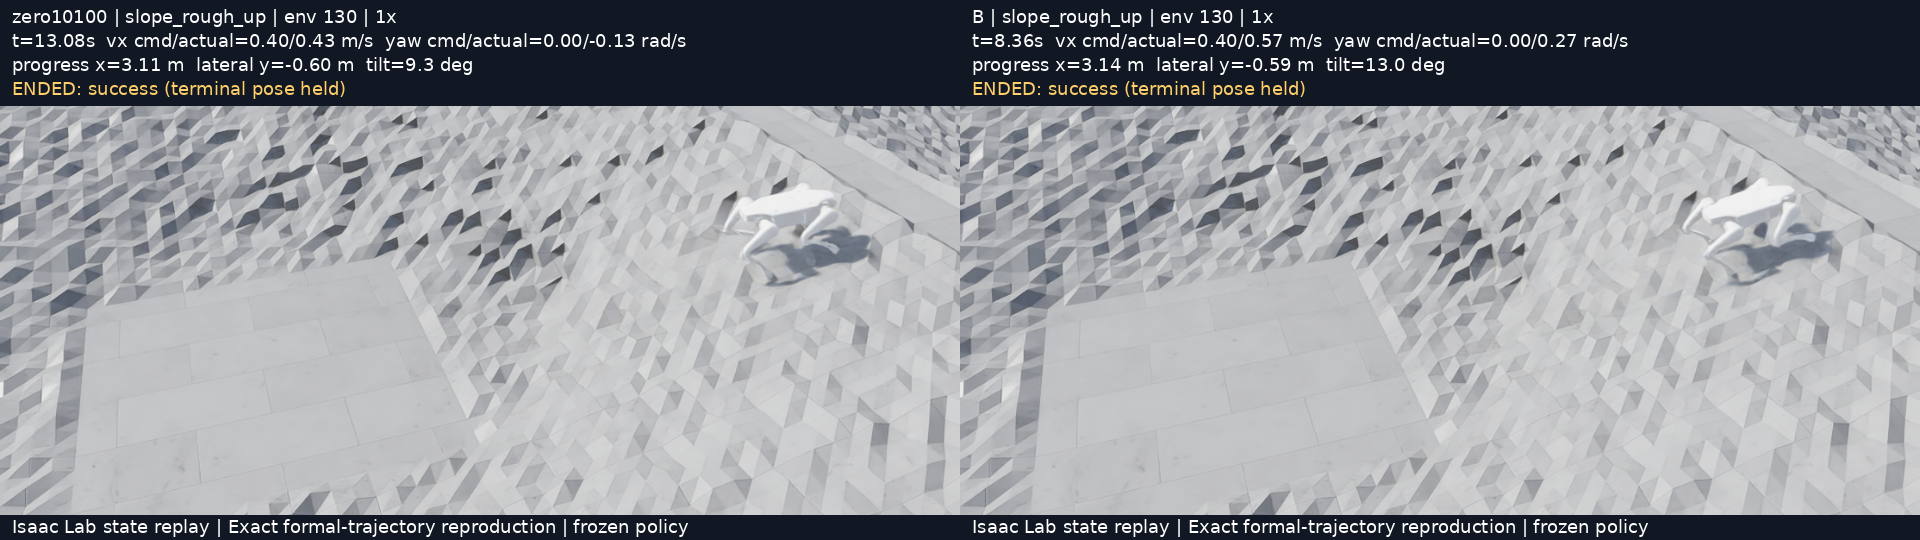 zero10100 | slope_rough_up | env 130 | 1x
t=13.08s  vx cmd/actual=0.40/0.43 m/s  yaw cmd/actual=0.00/-0.13 rad/s
progress x=3.11 m  lateral y=-0.60 m  tilt=9.3 deg
ENDED: success (terminal pose held)
Isaac Lab state replay | Exact formal-trajectory reproduction | frozen policy
B | slope_rough_up | env 130 | 1x
t=8.36s  vx cmd/actual=0.40/0.57 m/s  yaw cmd/actual=0.00/0.27 rad/s
progress x=3.14 m  lateral y=-0.59 m  tilt=13.0 deg
ENDED: success (terminal pose held)
Isaac Lab state replay | Exact formal-trajectory reproduction | frozen policy